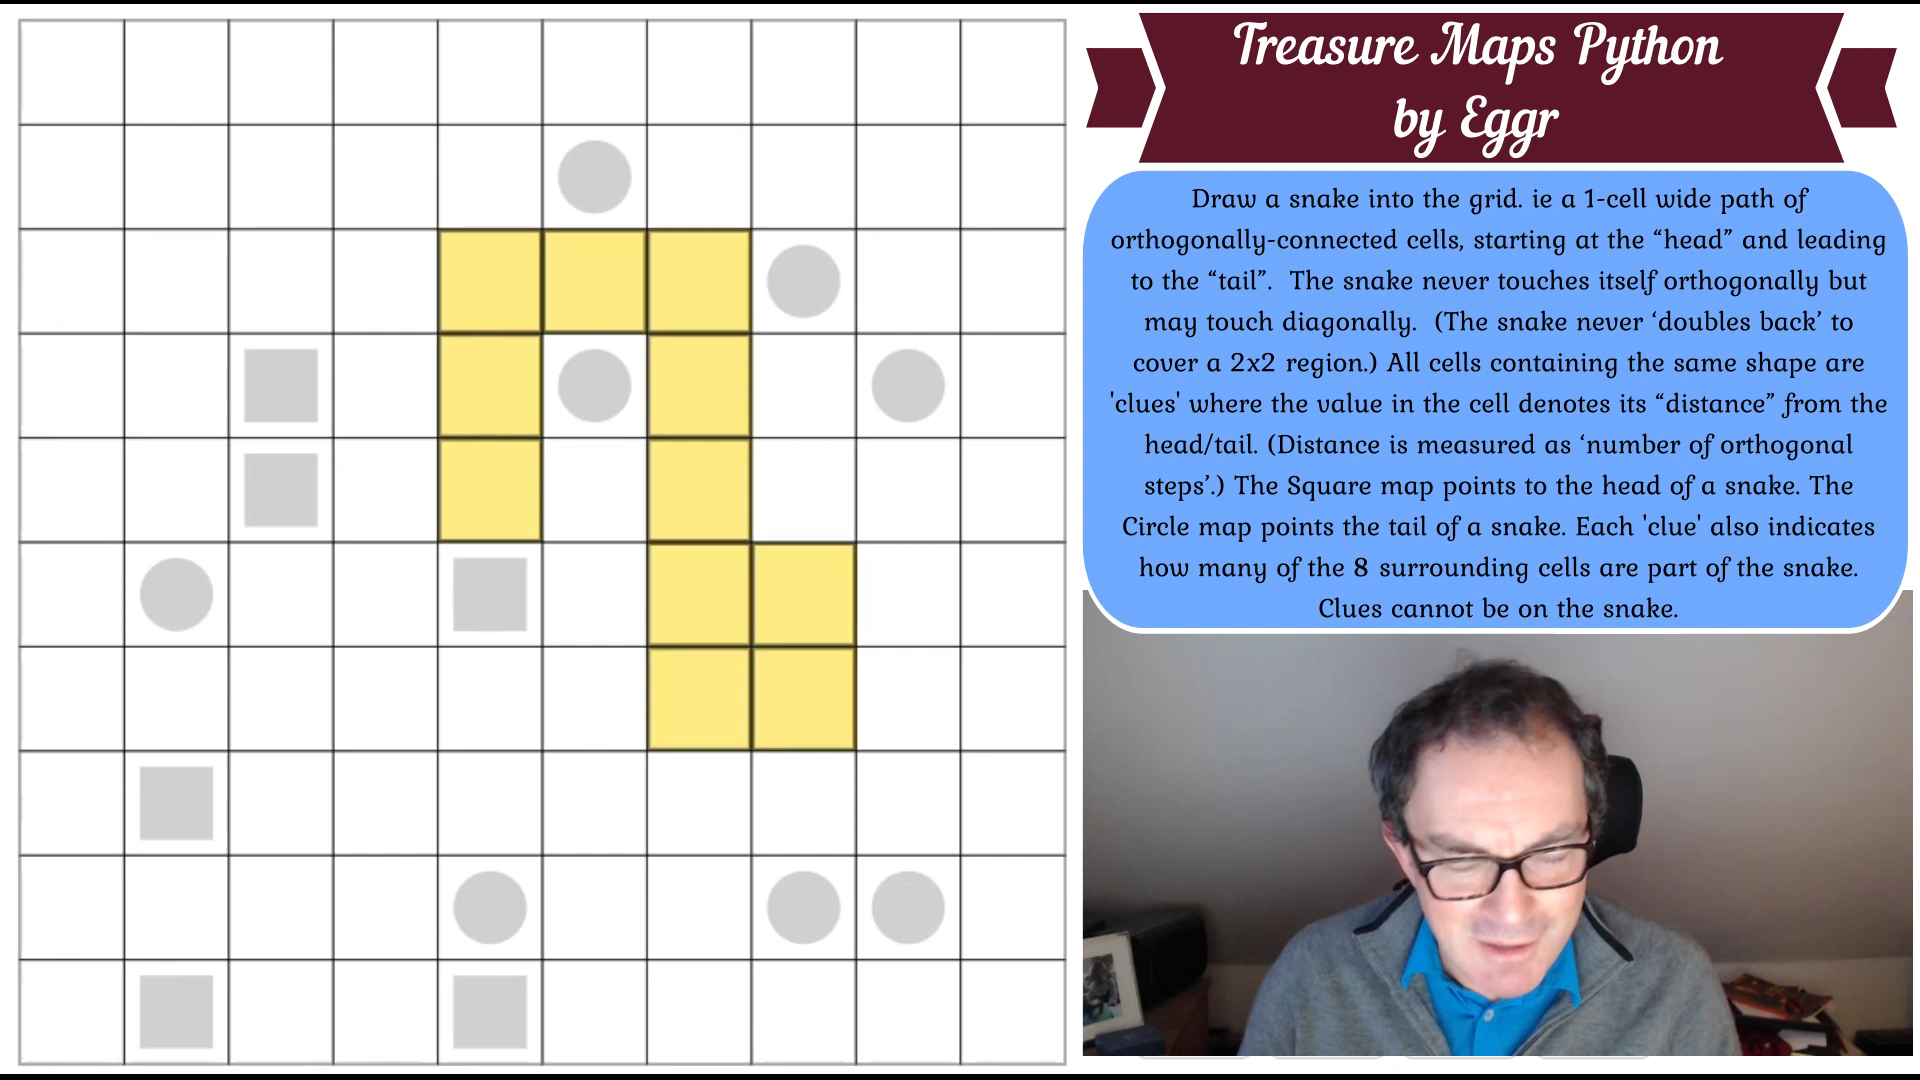 Treasure Maps Python
by Eggr
Draw a snake into the grid. ie a 1-cell wide path of
orthogonally-connected cells, starting at the “head” and leading
to the “tail”.  The snake never touches itself orthogonally but
may touch diagonally.  (The snake never ‘doubles back’ to
cover a 2x2 region.) All cells containing the same shape are
'clues' where the value in the cell denotes its “distance” from the
head/tail. (Distance is measured as ‘number of orthogonal
steps’.) The Square map points to the head of a snake. The
Circle map points the tail of a snake. Each 'clue' also indicates
how many of the 8 surrounding cells are part of the snake.
Clues cannot be on the snake.